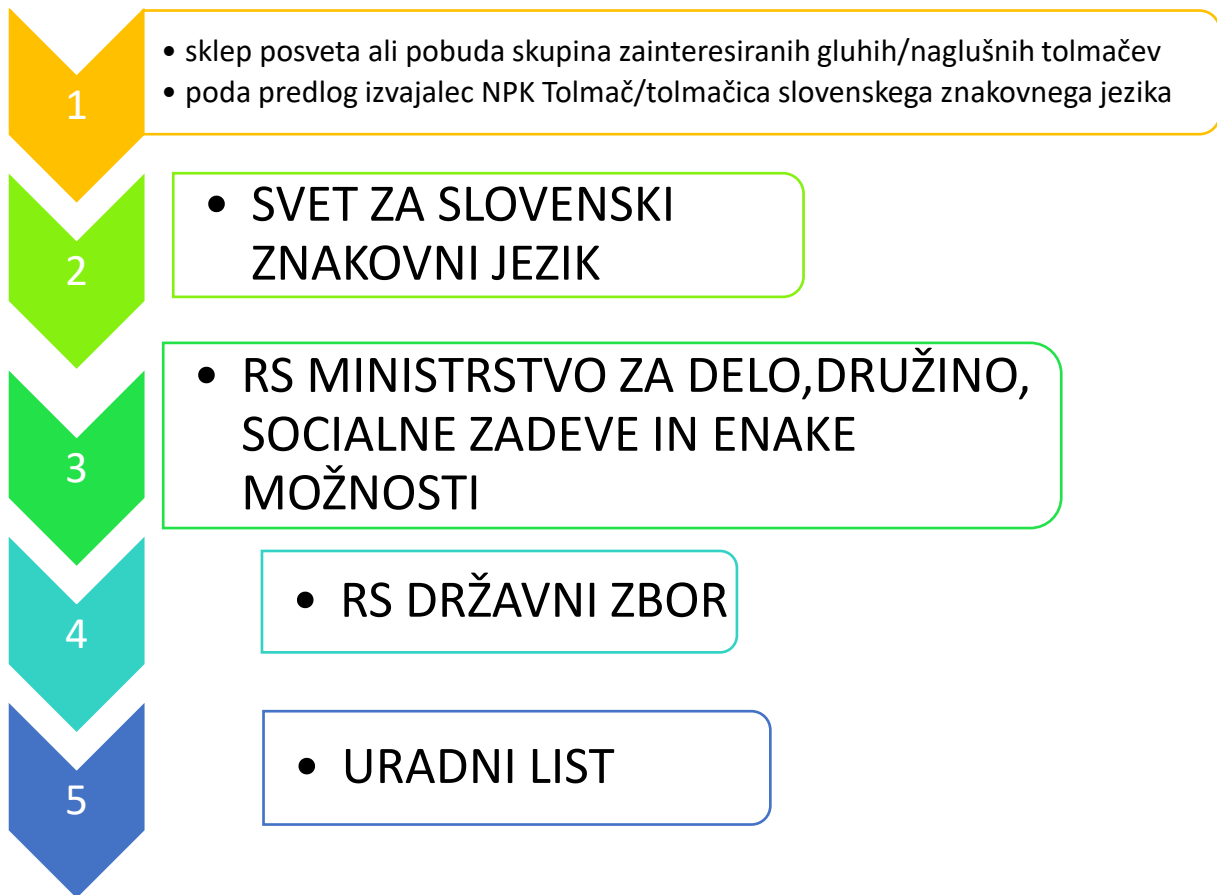 1
• sklep posveta ali pobuda skupina zainteresiranih gluhih/naglušnih tolmačev
• poda predlog izvajalec NPK Tolmač/tolmačica slovenskega znakovnega jezika
2
• SVET ZA SLOVENSKI
ZNAKOVNI JEZIK
3
• RS MINISTRSTVO ZA DELO,DRUŽINO,
SOCIALNE ZADEVE IN ENAKE
MOŽNOSTI
4
• RS DRŽAVNI ZBOR
5
• URADNI LIST